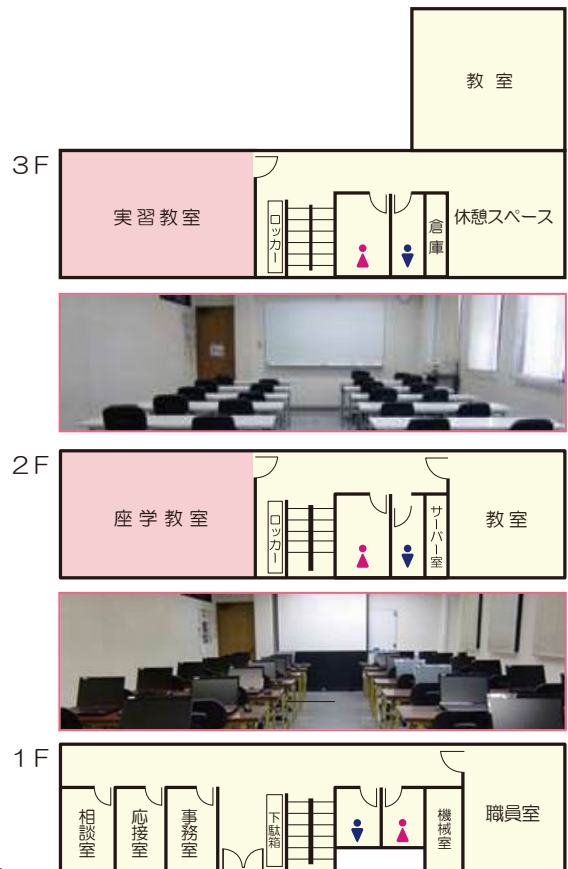 教室
3F
実習教室
ロッカー
倉庫
休憩スペース
2F
座学教室
ロッカー
サーバー室
教室
1F
相談室
応接室
事務室
下駄箱
機械室
職員室